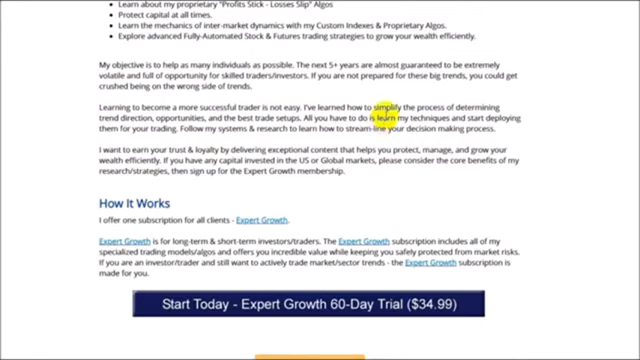 Learn about my proprietary "Profits Stick - Losses Slip" Algos
Protect capital at all times.
Learn the mechanics of inter-market dynamics with my Custom Indexes & Proprietary Algos.
Explore advanced Fully-Automated Stock & Futures trading strategies to grow your wealth efficiently.
My objective is to help as many individuals as possible. The next 5+ years are almost guaranteed to be extremely
volatile and full of opportunity for skilled traders/investors. If you are not prepared for these big trends, you could get
crushed being on the wrong side of trends.
Learning to become a more successful trader is not easy. I've learned how to simplify the process of determining
trend direction, opportunities, and the best trade setups. All you have to do is learn my techniques and start deploying
them for your trading. Follow my systems & research to learn how to stream-line your decision making process.
I want to earn your trust & loyalty by delivering exceptional content that helps you protect, manage, and grow your
wealth efficiently. If you have any capital invested in the US or Global markets, please consider the core benefits of my
research/strategies, then sign up for the Expert Growth membership.
How It Works
I offer one subscription for all clients - Expert Growth.
Expert Growth is for long-term & short-term investors/traders. The Expert Growth subscription includes all of my
specialized trading models/algos and offers you incredible value while keeping you safely protected from market risks.
If you are an investor/trader and still want to actively trade market/sector trends - the Expert Growth subscription is
made for you.
Start Today - Expert Growth 60-Day Trial ($34.99)